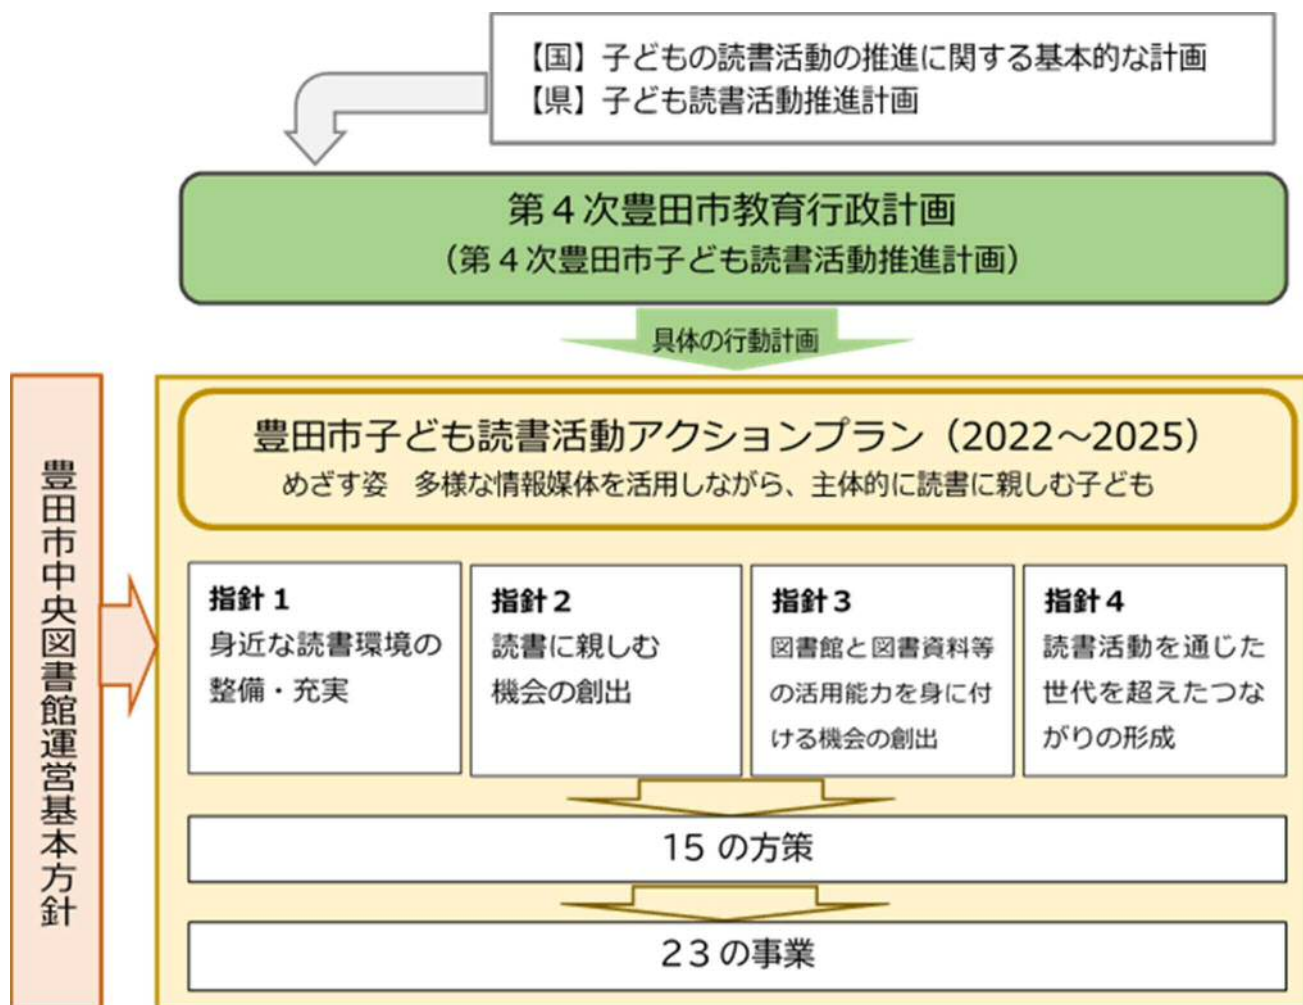 【国】子どもの読書活動の推進に関する基本的な計画
【県】子ども読書活動推進計画
第４次豊田市教育行政計画
（第４次豊田市子ども読書活動推進計画）
具体の行動計画
豊田市中央図書館運営基本方針
豊田市子ども読書活動アクションプラン（2022～2025）
めざす姿　多様な情報媒体を活用しながら、主体的に読書に親しむ子ども
指針１
身近な読書環境の
整備・充実
指針２
読書に親しむ
機会の創出
指針３
図書館と図書資料等
の活用能力を身に付
ける機会の創出
指針４
読書活動を通じた
世代を超えたつな
がりの形成
15 の方策
２３の事業